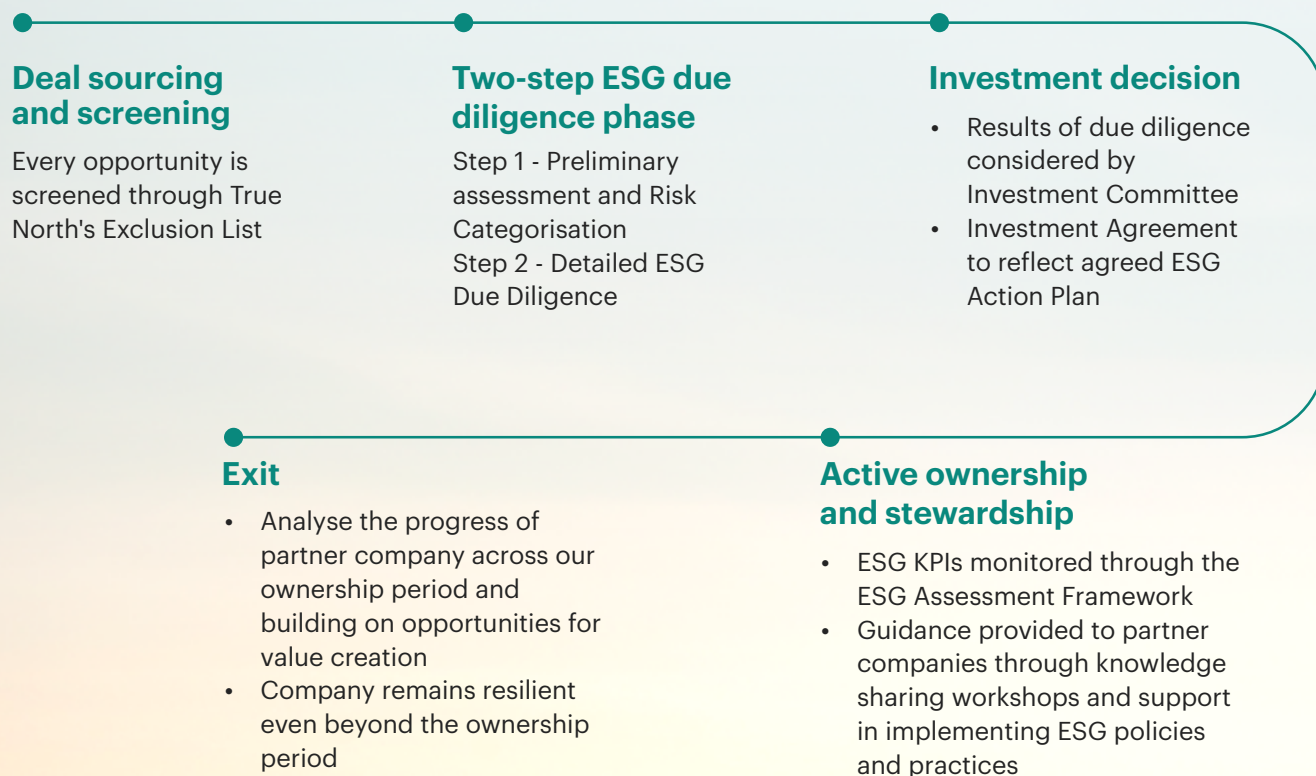 Deal sourcing
and screening
Every opportunity is
screened through True
North's Exclusion List
Two-step ESG due
diligence phase
Step 1 - Preliminary
assessment and Risk
Categorisation
Step 2 - Detailed ESG
Due Diligence
Investment decision
• Results of due diligence
considered by
Investment Committee
• Investment Agreement
to reflect agreed ESG
Action Plan
Active ownership
and stewardship
• ESG KPIs monitored through the
ESG Assessment Framework
• Guidance provided to partner
companies through knowledge
sharing workshops and support
in implementing ESG policies
and practices
Exit
• Analyse the progress of
partner company across our
ownership period and
building on opportunities for
value creation
• Company remains resilient
even beyond the ownership
period